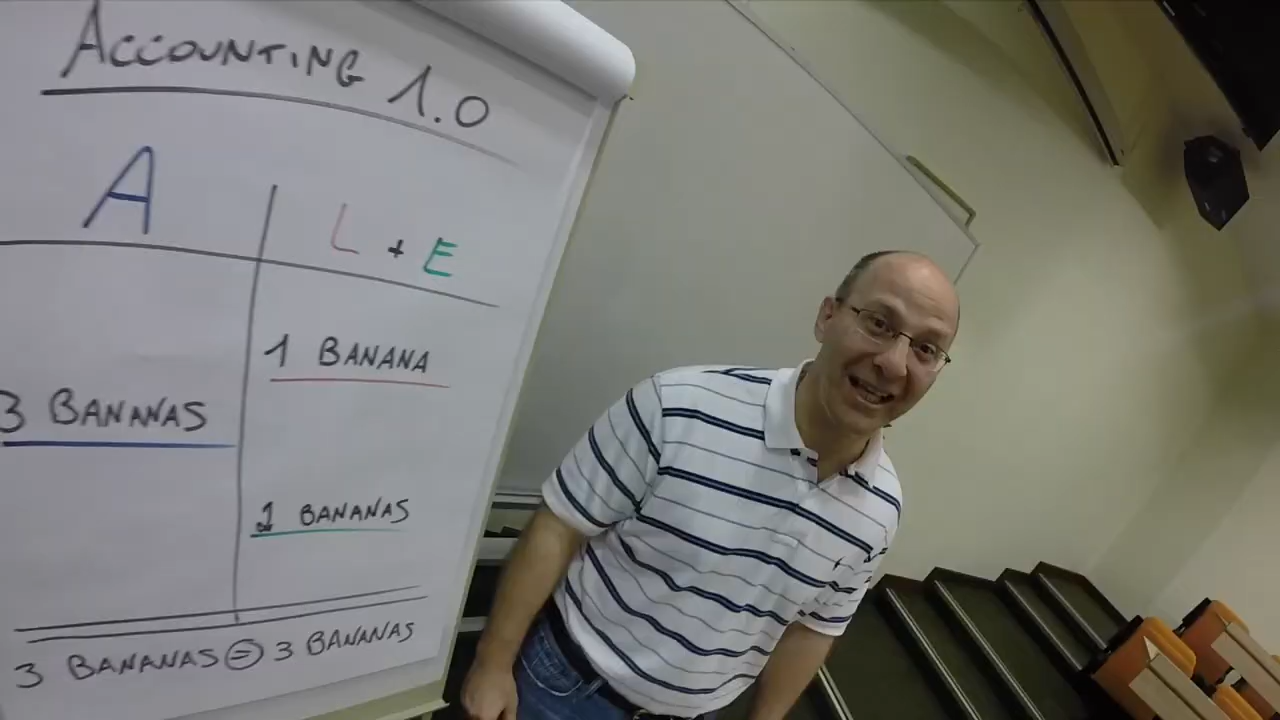 ACCOUNTING 1.0
A
L + E
1 BANANA
3 BANANAS
2 BANANAS
3 BANANAS = 3 BANANAS